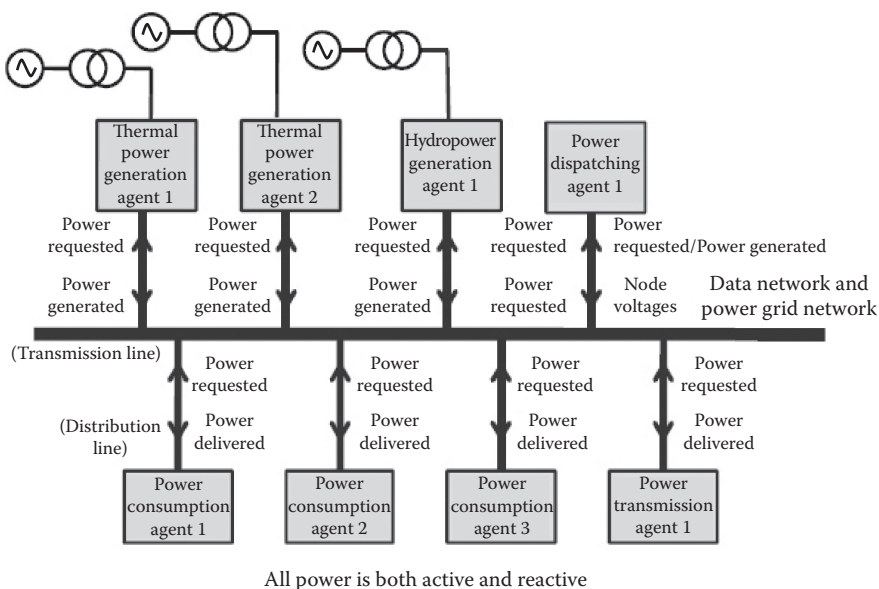 Thermal
power
generation
agent 1
Thermal
power
generation
agent 2
Hydropower
generation
agent 1
Power
dispatching
agent 1
Power
requested
Power
requested
Power
requested
Power
requested/Power generated
Power
generated
Power
generated
Power
generated
Power
requested
Power
requested
Node
voltages
Data network and
power grid network
(Transmission line)
Power
requested
Power
requested
Power
requested
Power
requested
(Distribution
line)
Power
delivered
Power
delivered
Power
delivered
Power
delivered
Power
consumption
agent 1
Power
consumption
agent 2
Power
consumption
agent 3
Power
transmission
agent 1
All power is both active and reactive